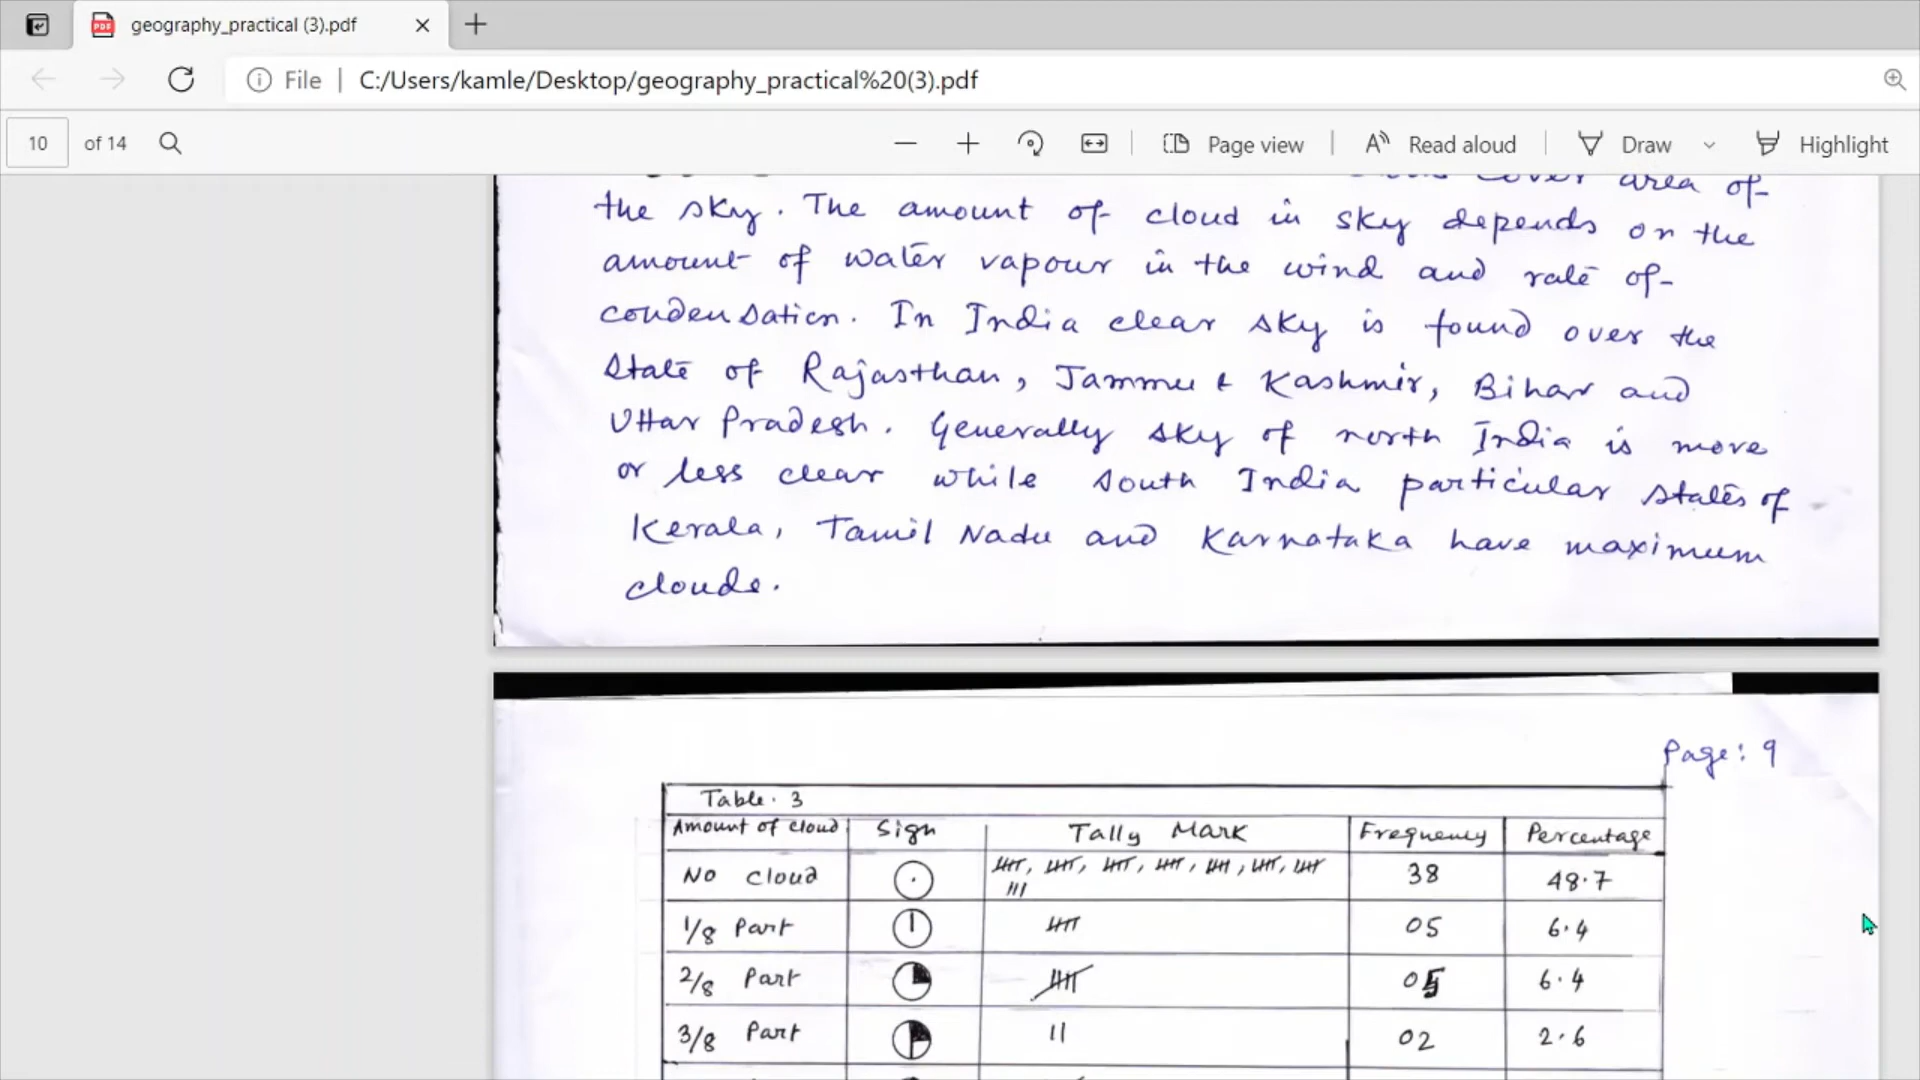 geography_practical (3).pdf
File | C:/Users/kamle/Desktop/geography_practical%20(3).pdf
10 of 14 Page view Read aloud Draw Highlight
cover area of
the sky. The amount of cloud in sky depends on the
amount of water vapour in the wind and rate of
condensation. In India clear sky is found over the
State of Rajasthan, Jammu & Kashmir, Bihar and
Uttar Pradesh. Generally sky of north India is more
or less clear while south India particular states of
Kerala, Tamil Nadu and Karnataka have maximum
clouds.
Page: 9
Table. 3
Amount of cloud Sign Tally Mark Frequency Percentage
No cloud 38 48.7
1/8 Part 05 6.4
2/8 Part 05 6.4
3/8 Part 02 2.6